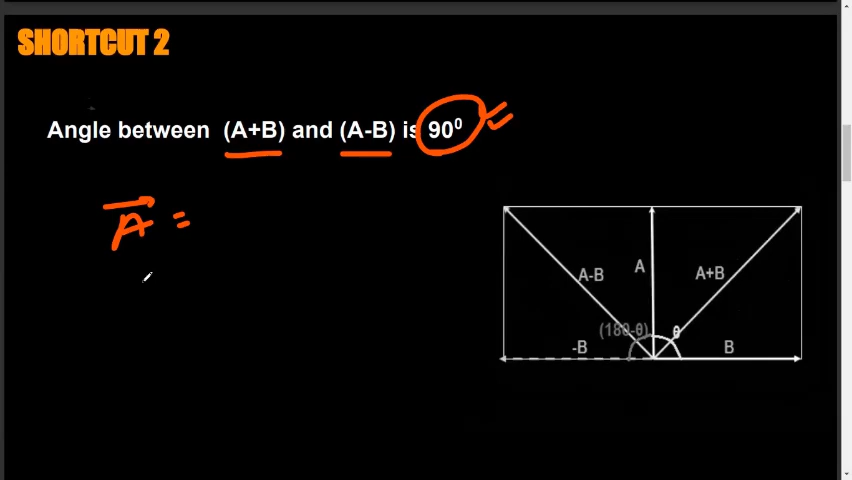 SHORTCUT 2
Angle between (A+B) and (A-B) is 90⁰
A =
A-B
A
A+B
(180-θ)
θ
-B
B